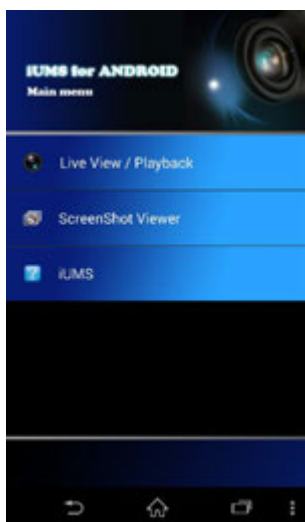 iUMS for ANDROID
Main menu
Live View / Playback
ScreenShot Viewer
iUMS